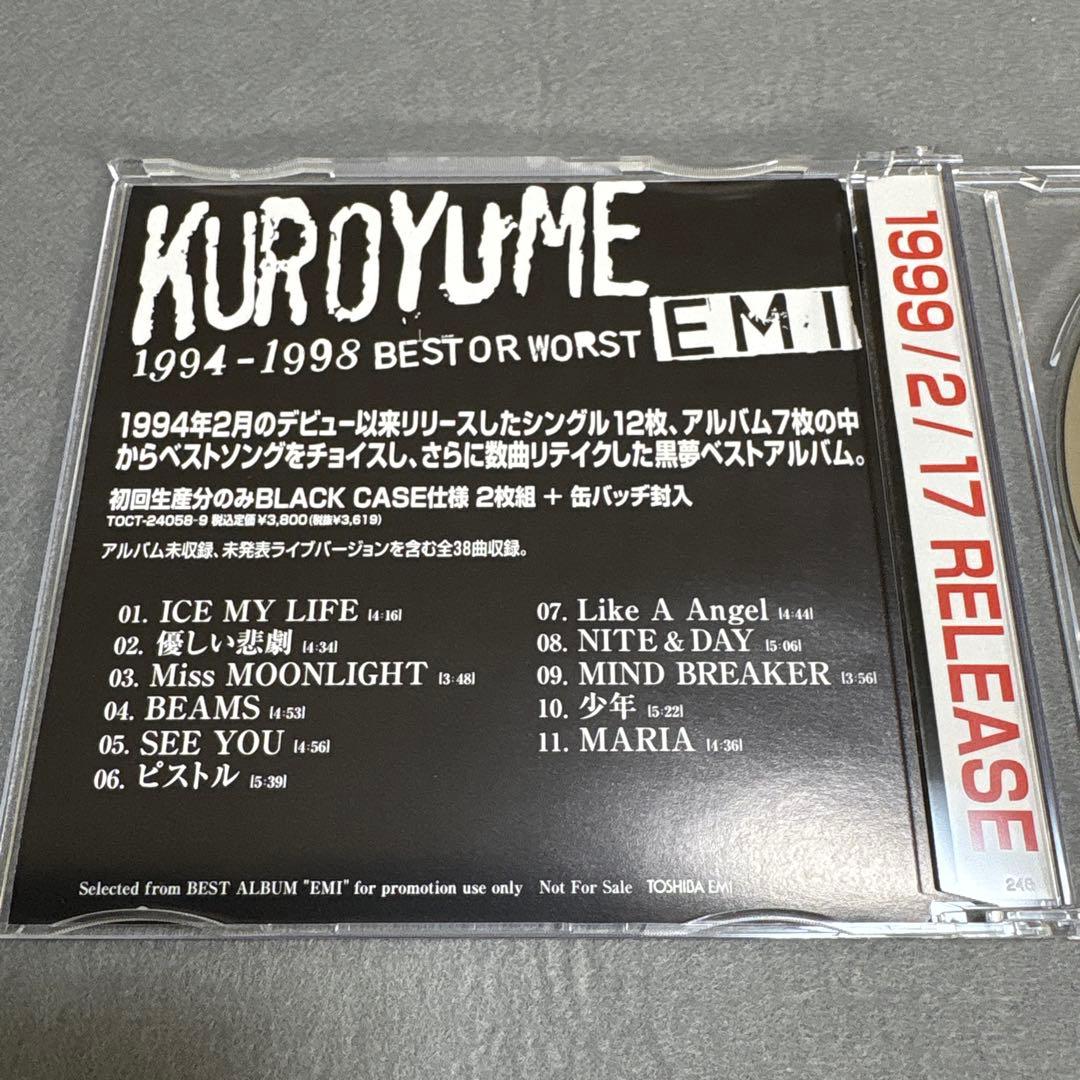 KUROYUME
1994-1998 BEST OR WORST EMI
1994年2月のデビュー以来リリースしたシングル12枚、アルバム7枚の中
からベストソングをチョイスし、さらに数曲リテイクした黒夢ベストアルバム。
初回生産分のみBLACK CASE仕様 2枚組 + 缶バッヂ封入
TOCT-24058-9 税込定価¥3,800(税抜¥3,619)
アルバム未収録、未発表ライブバージョンを含む全38曲収録。
01. ICE MY LIFE [4:16]
02. 優しい悲劇 [4:34]
03. Miss MOONLIGHT [3:48]
04. BEAMS [4:53]
05. SEE YOU [4:56]
06. ピストル [5:39]
07. Like A Angel [4:44]
08. NITE & DAY [5:06]
09. MIND BREAKER [3:56]
10. 少年 [5:22]
11. MARIA [4:36]
Selected from BEST ALBUM "EMI" for promotion use only Not For Sale TOSHIBA EMI
1999/2/17 RELEASE
246